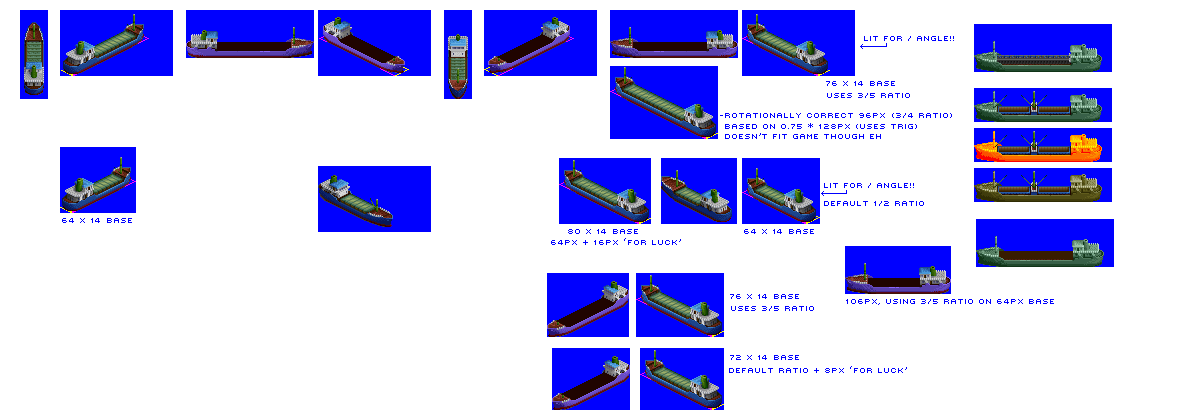 LIT FOR / ANGLE!!
76 X 14 BASE
USES 3/5 RATIO
-ROTATIONALLY CORRECT 96PX (3/4 RATIO)
BASED ON 0.75 * 128PX (USES TRIG)
DOESN'T FIT GAME THOUGH EH
LIT FOR / ANGLE!!
DEFAULT 1/2 RATIO
64 X 14 BASE
80 X 14 BASE
64PX + 16PX 'FOR LUCK'
64 X 14 BASE
76 X 14 BASE
USES 3/5 RATIO
106PX, USING 3/5 RATIO ON 64PX BASE
72 X 14 BASE
DEFAULT RATIO + 8PX 'FOR LUCK'